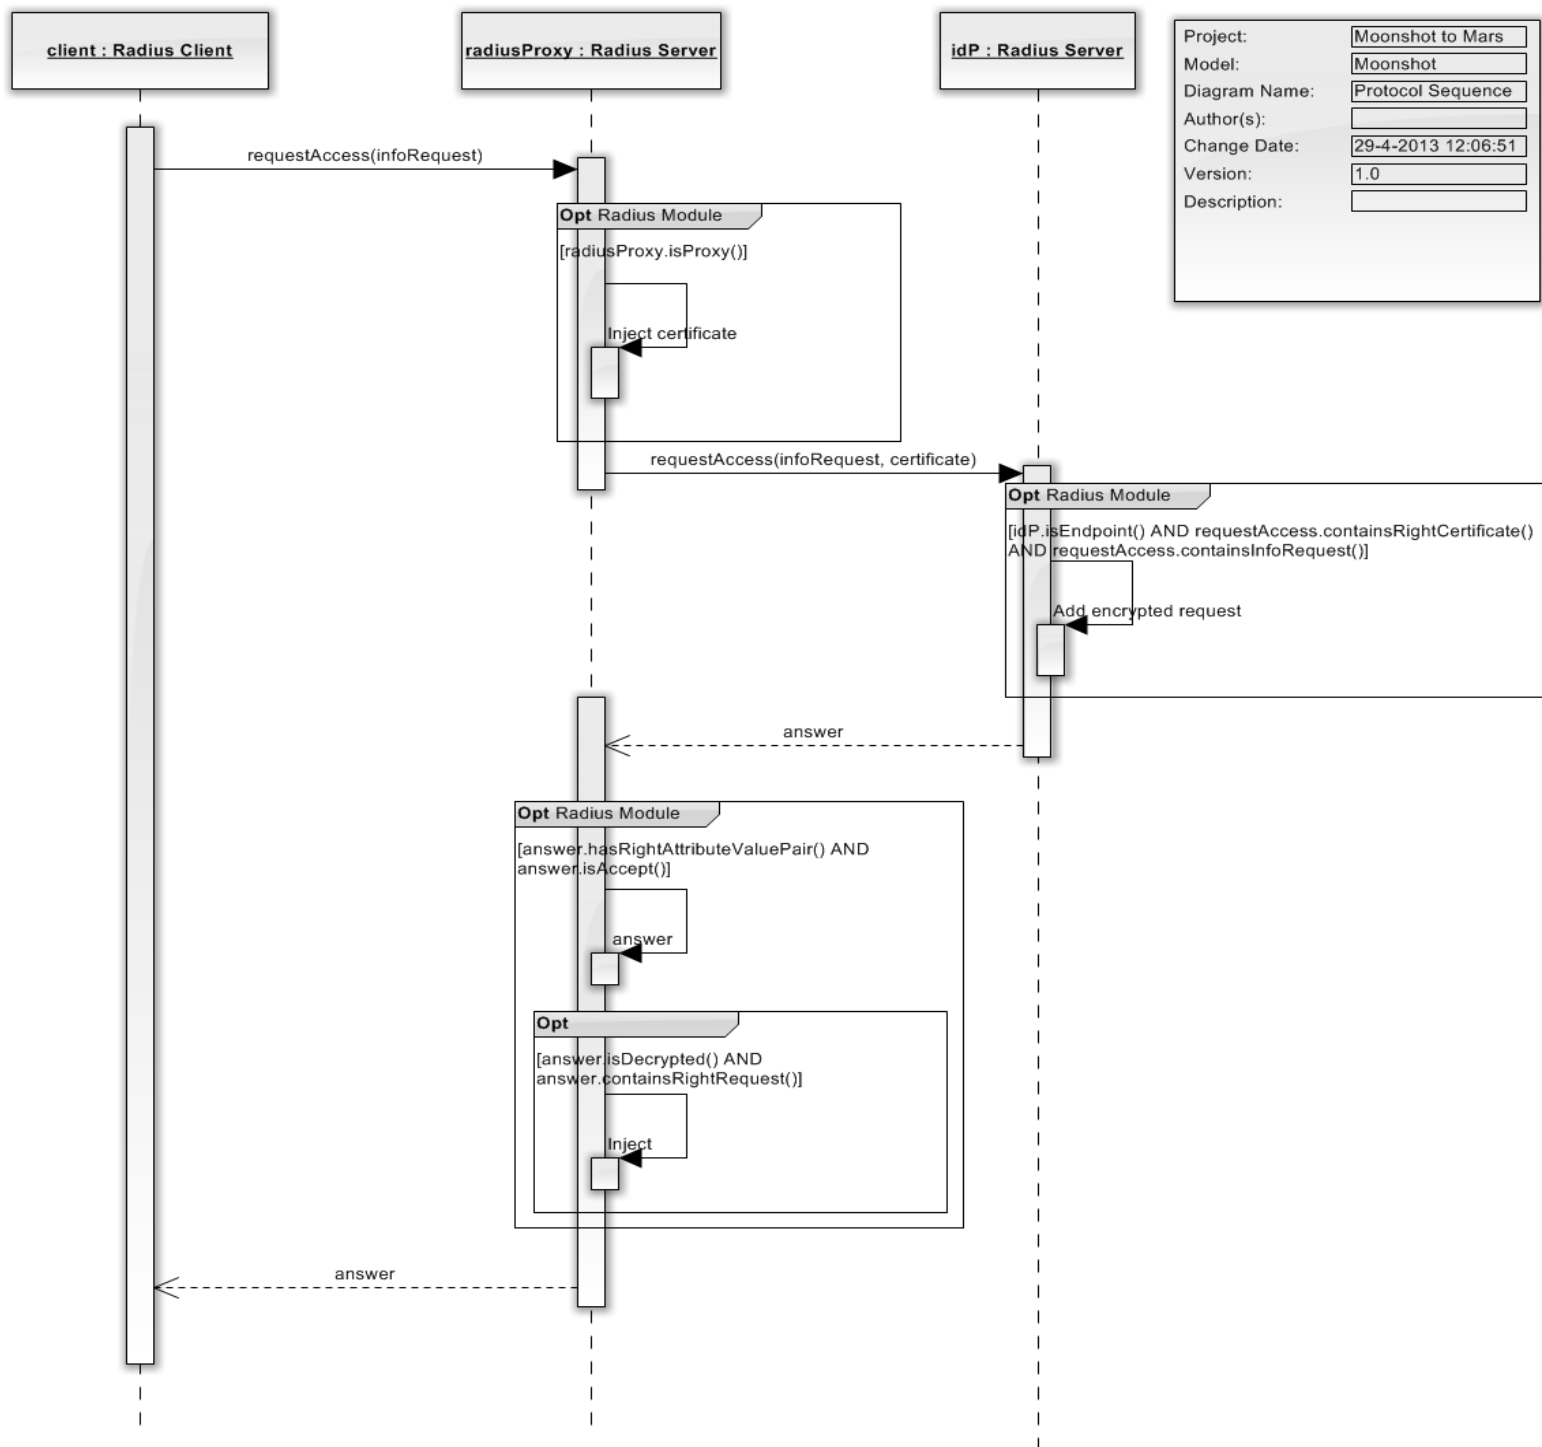 client : Radius Client
radiusProxy : Radius Server
idP : Radius Server
Project: Moonshot to Mars
Model: Moonshot
Diagram Name: Protocol Sequence
Author(s):
Change Date: 29-4-2013 12:06:51
Version: 1.0
Description:
requestAccess(infoRequest)
Opt Radius Module
[radiusProxy.isProxy()]
Inject certificate
requestAccess(infoRequest, certificate)
Opt Radius Module
[idP.isEndpoint() AND requestAccess.containsRightCertificate()
AND requestAccess.containsInfoRequest()]
Add encrypted request
answer
Opt Radius Module
[answer.hasRightAttributeValuePair() AND
answer.isAccept()]
answer
Opt
[answer.isDecrypted() AND
answer.containsRightRequest()]
Inject
answer